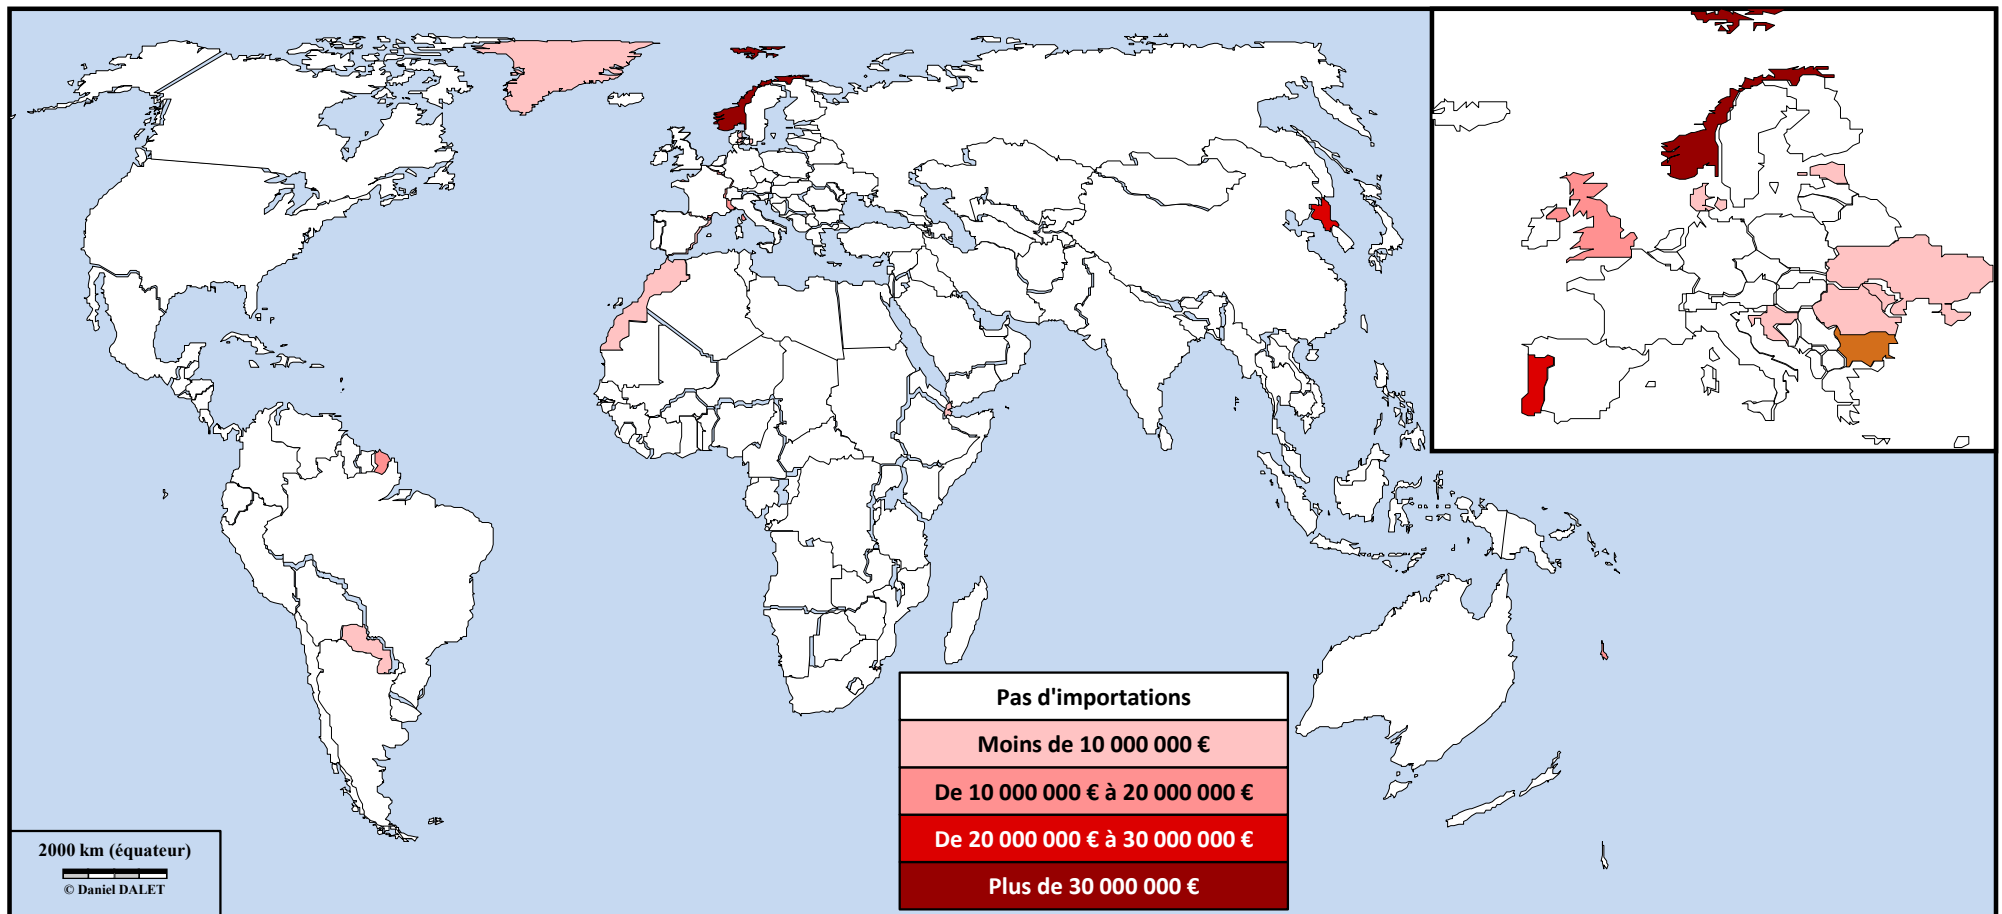 Pas d'importations
Moins de 10 000 000 €
De 10 000 000 € à 20 000 000 €
De 20 000 000 € à 30 000 000 €
Plus de 30 000 000 €
2000 km (équateur)
© Daniel DALET